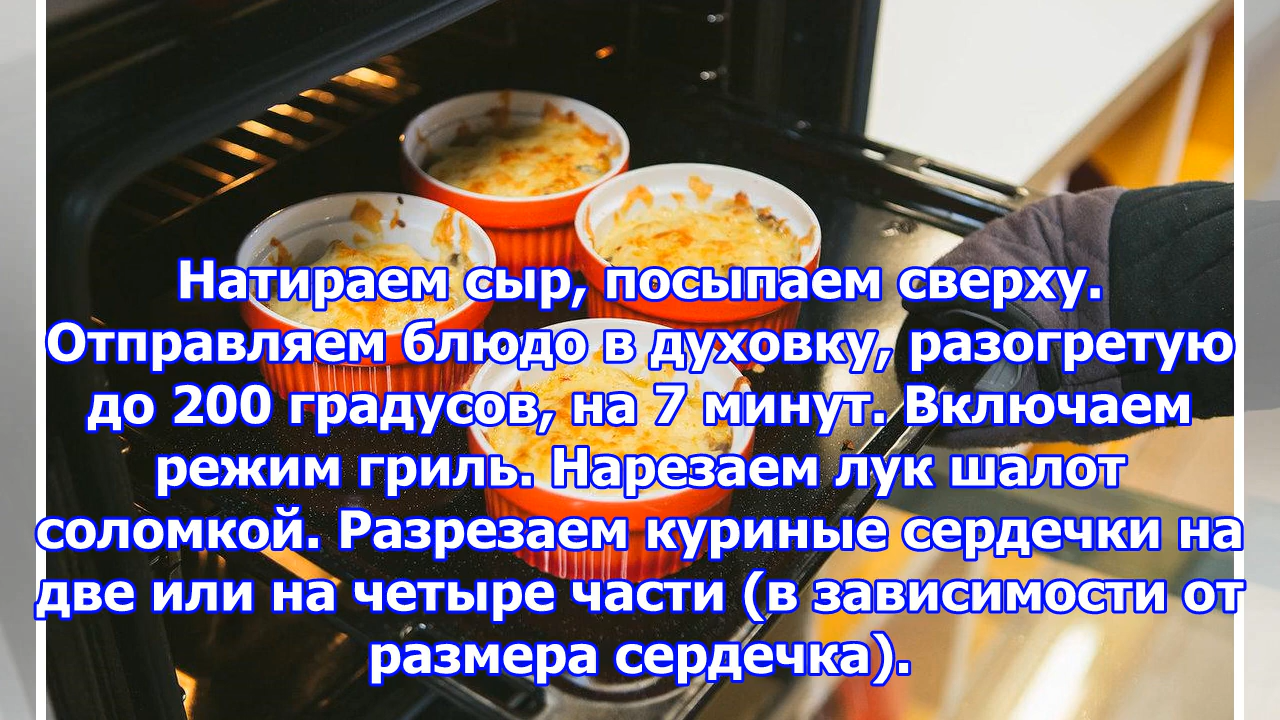 Натираем сыр, посыпаем сверху.
Отправляем блюдо в духовку, разогретую
до 200 градусов, на 7 минут. Включаем
режим гриль. Нарезаем лук шалот
соломкой. Разрезаем куриные сердечки на
две или на четыре части (в зависимости от
размера сердечка).